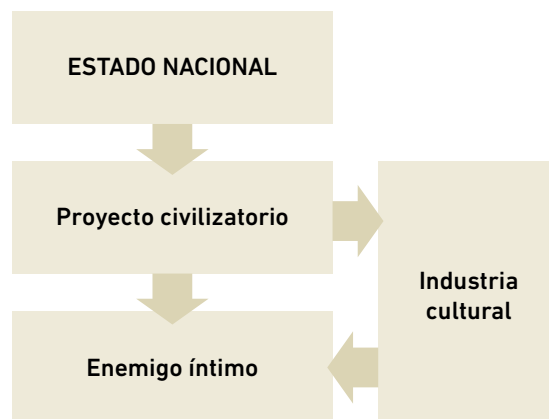 ESTADO NACIONAL
Proyecto civilizatorio
Industria
cultural
Enemigo íntimo